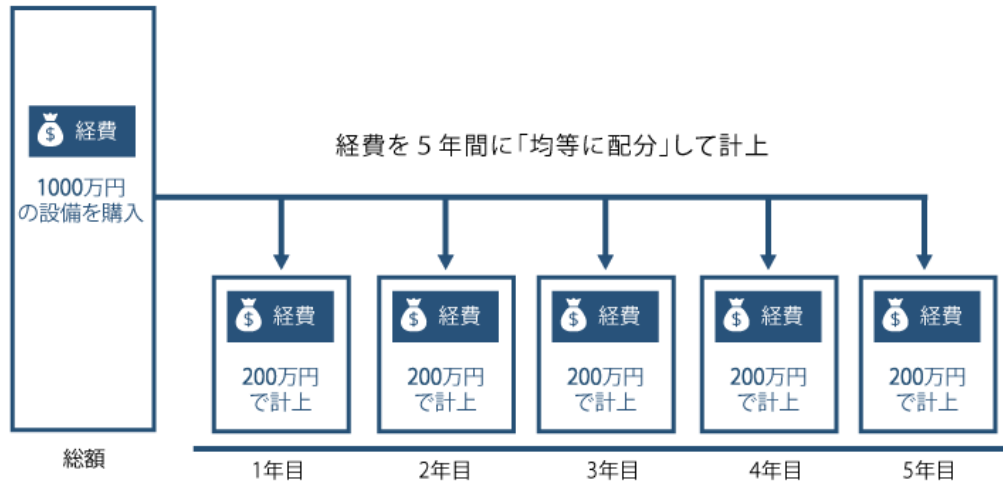 経費
1000万円
の設備を購入
総額
経費を5年間に「均等に配分」して計上
経費
200万円
で計上
1年目
経費
200万円
で計上
2年目
経費
200万円
で計上
3年目
経費
200万円
で計上
4年目
経費
200万円
で計上
5年目